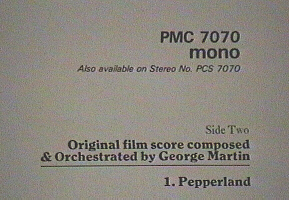 PMC 7070
mono
Also available on Stereo No. PCS 7070
Side Two
Original film score composed
& Orchestrated by George Martin
1. Pepperland